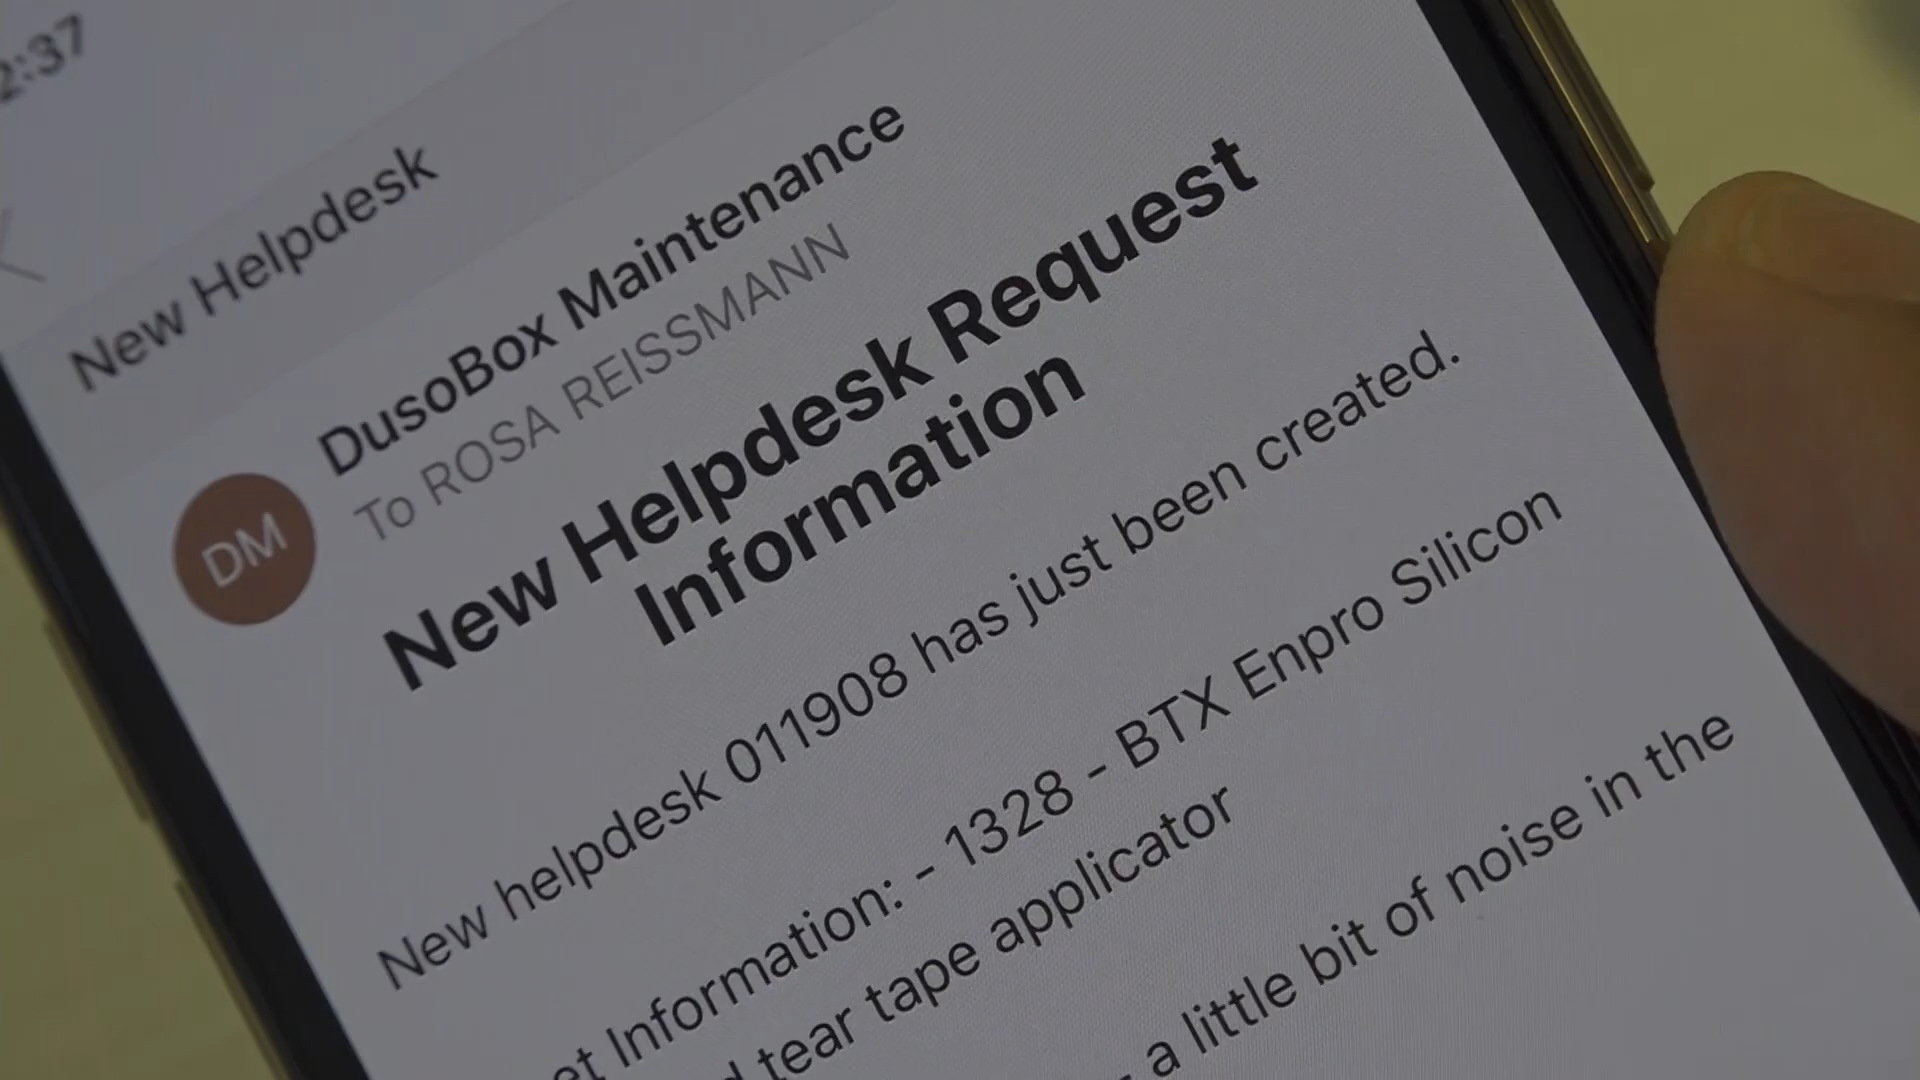 2:37
New Helpdesk
DusoBox Maintenance
To ROSA REISSMANN
DM
New Helpdesk Request
Information
New helpdesk 011908 has just been created.
Information: - 1328 - BTX Enpro Silicon
tear tape applicator
- a little bit of noise in the